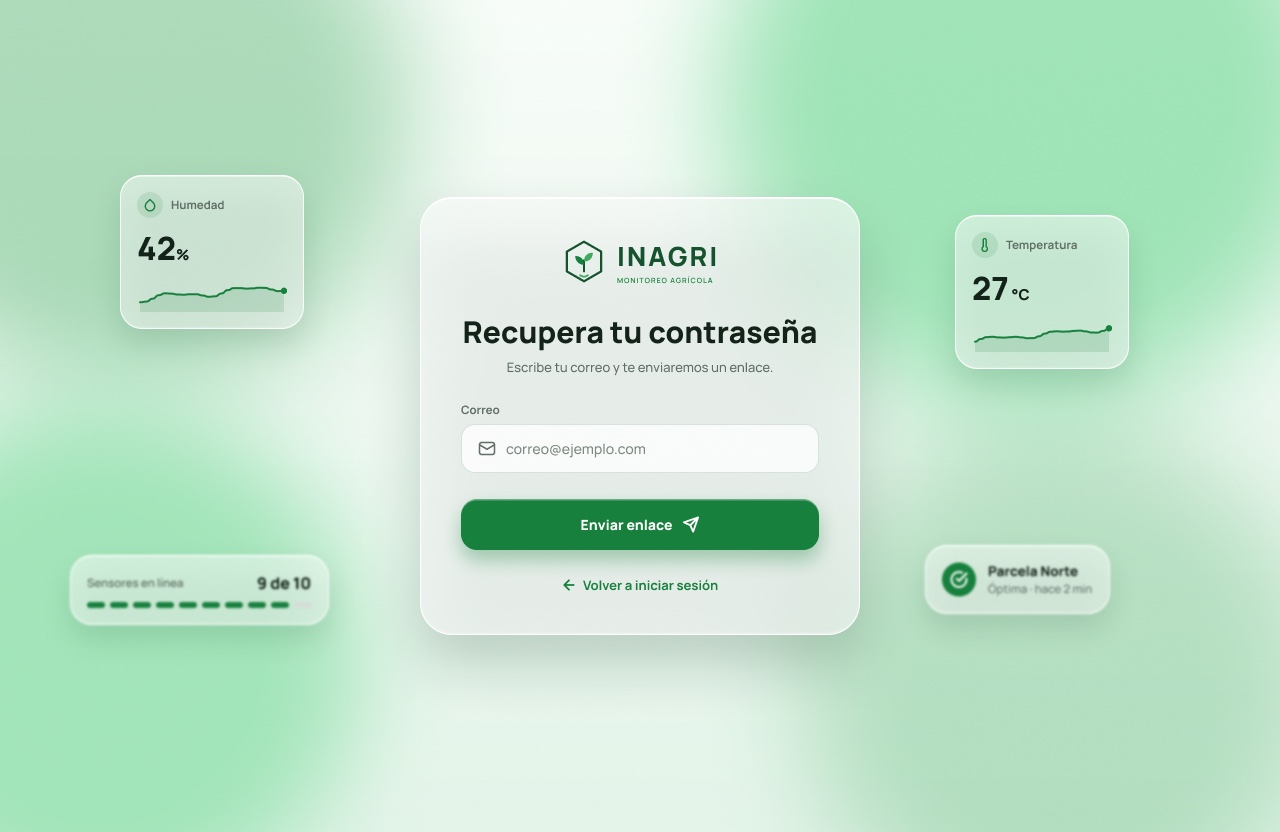 Humedad
42%
INAGRI
MONITOREO AGRÍCOLA
Temperatura
27 °C
Recupera tu contraseña
Escribe tu correo y te enviaremos un enlace.
Correo
correo@ejemplo.com
Enviar enlace
Volver a iniciar sesión
Sensores en línea
9 de 10
Parcela Norte
Óptima · hace 2 min